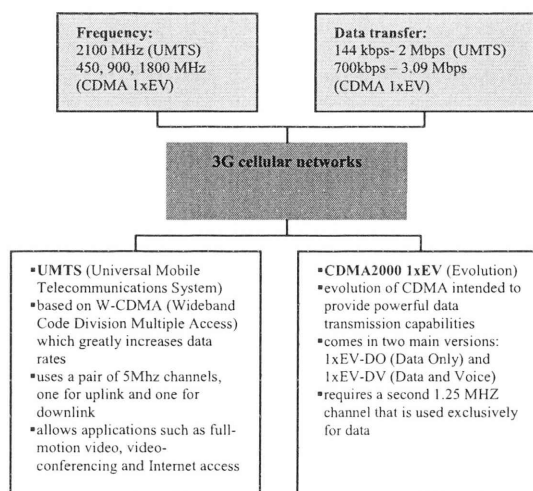 Frequency:
2100 MHz (UMTS)
450, 900, 1800 MHz
(CDMA 1xEV)
Data transfer:
144 kbps- 2 Mbps (UMTS)
700kbps – 3.09 Mbps
(CDMA 1xEV)
3G cellular networks
▪UMTS (Universal Mobile
Telecommunications System)
▪based on W-CDMA (Wideband
Code Division Multiple Access)
which greatly increases data
rates
▪uses a pair of 5Mhz channels,
one for uplink and one for
downlink
▪allows applications such as full-
motion video, video-
conferencing and Internet access
▪CDMA2000 1xEV (Evolution)
▪evolution of CDMA intended to
provide powerful data
transmission capabilities
▪comes in two main versions:
1xEV-DO (Data Only) and
1xEV-DV (Data and Voice)
▪requires a second 1.25 MHZ
channel that is used exclusively
for data